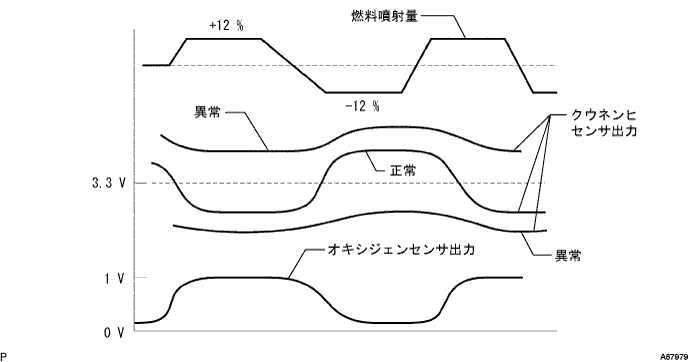 燃料噴射量
+12 %
-12 %
異常
クウネンヒ
センサ出力
正常
3.3 V
異常
オキシジェンセンサ出力
1 V
0 V
P
A67979